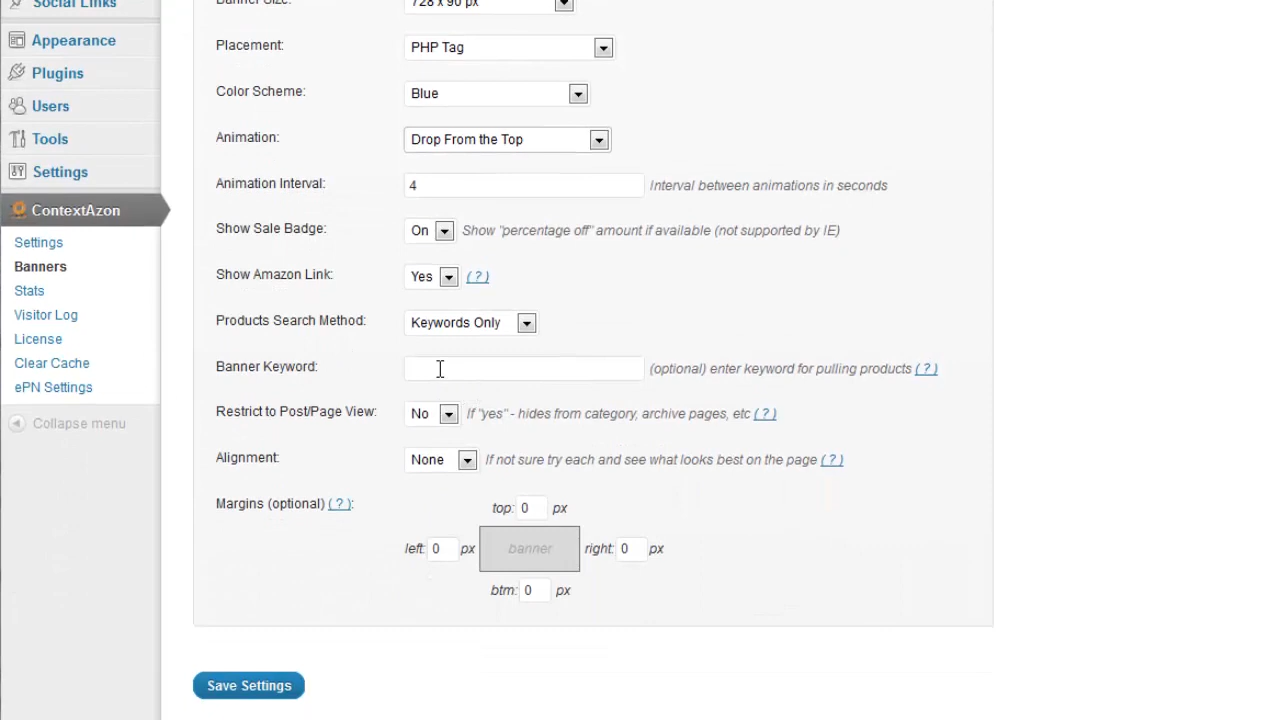 Social Links
Appearance
Plugins
Users
Tools
Settings
ContextAzon
Settings
Banners
Stats
Visitor Log
License
Clear Cache
ePN Settings
Collapse menu
Banner Size: 728 x 90 px
Placement: PHP Tag
Color Scheme: Blue
Animation: Drop From the Top
Animation Interval: 4 Interval between animations in seconds
Show Sale Badge: On Show "percentage off" amount if available (not supported by IE)
Show Amazon Link: Yes ( ? )
Products Search Method: Keywords Only
Banner Keyword: (optional) enter keyword for pulling products ( ? )
Restrict to Post/Page View: No If "yes" - hides from category, archive pages, etc ( ? )
Alignment: None If not sure try each and see what looks best on the page ( ? )
Margins (optional) ( ? ): top: 0 px
left: 0 px banner right: 0 px
btm: 0 px
Save Settings